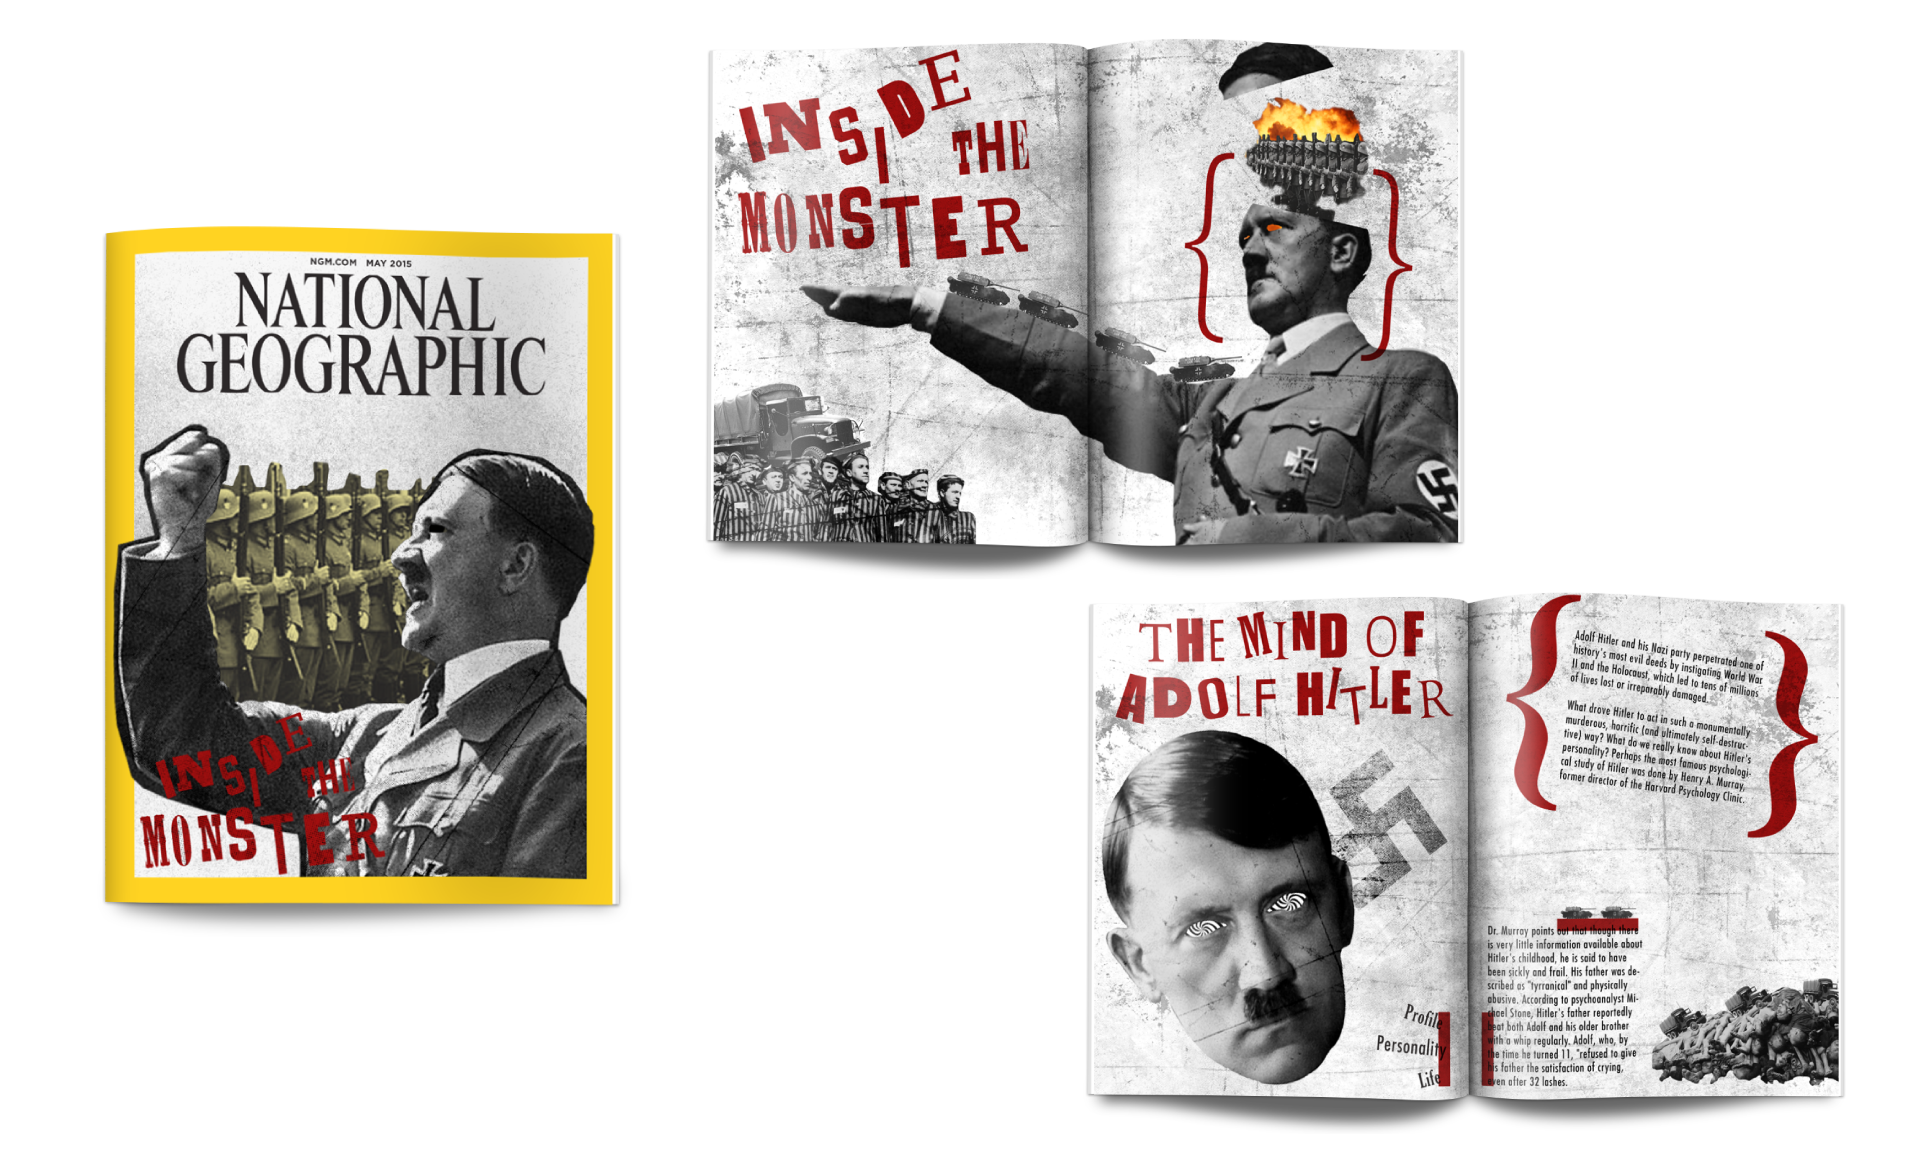 NGM.COM MAY 2015
NATIONAL
GEOGRAPHIC
INSIDE
THE
MONSTER
INSIDE
THE
MONSTER
THE MIND OF
ADOLF HITLER
Profile
Personality
Life
Adolf Hitler and his Nazi party perpetrated one of
history's most evil deeds by instigating World War
II and the Holocaust, which led to tens of millions
of lives lost or irreparably damaged.
What drove Hitler to act in such a monumentally
murderous, horrific (and ultimately self-destruc-
tive) way? What do we really know about Hitler's
personality? Perhaps the most famous psychologi-
cal study of Hitler was done by Henry A. Murray,
former director of the Harvard Psychology Clinic.
Dr. Murray points out that though there
is very little information available about
Hitler's childhood, he is said to have
been sickly and frail. His father was de-
scribed as "tyrannical" and physically
abusive. According to psychoanalyst Mi-
chael Stone, Hitler's father reportedly
beat both Adolf and his older brother
with a whip regularly. Adolf, who, by
the time he turned 11, "refused to give
his father the satisfaction of crying,
even after 32 lashes.